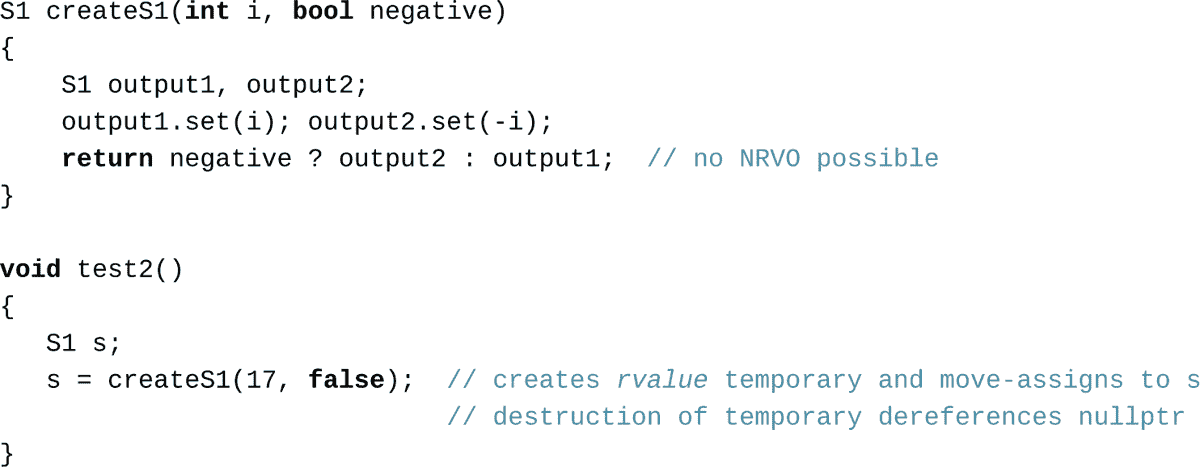 S1 createS1(int i, bool negative)
{
    S1 output1, output2;
    output1.set(i); output2.set(-i);
    return negative ? output2 : output1;  // no NRVO possible
}

void test2()
{
   S1 s;
   s = createS1(17, false);  // creates rvalue temporary and move-assigns to s
                             // destruction of temporary dereferences nullptr
}